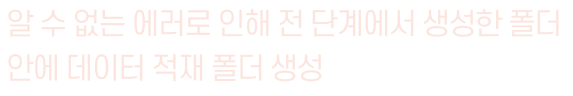 알 수 없는 에러로 인해 전 단계에서 생성한 폴더
안에 데이터 적재 폴더 생성